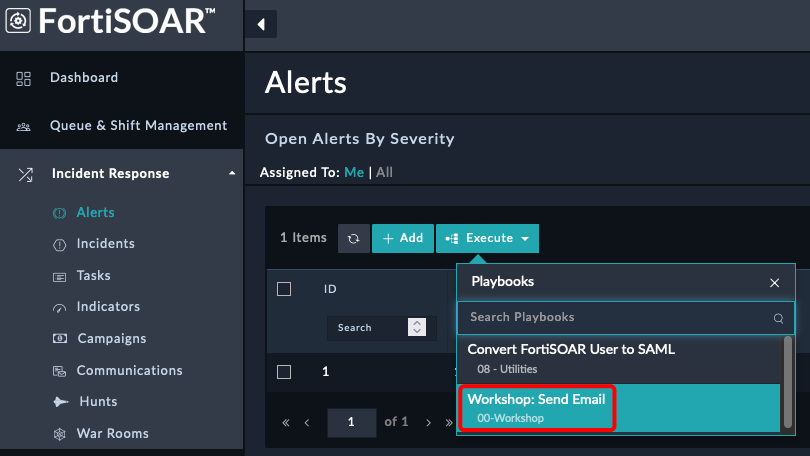 FortiSOAR™
Dashboard
Queue & Shift Management
Incident Response
Alerts
Incidents
Tasks
Indicators
Campaigns
Communications
Hunts
War Rooms
Alerts
Open Alerts By Severity
Assigned To: Me | All
1 Items
+ Add
Execute
ID
Search
1
« ‹ 1 of 1 › »
Playbooks
×
Search Playbooks
Convert FortiSOAR User to SAML
08 - Utilities
Workshop: Send Email
00-Workshop